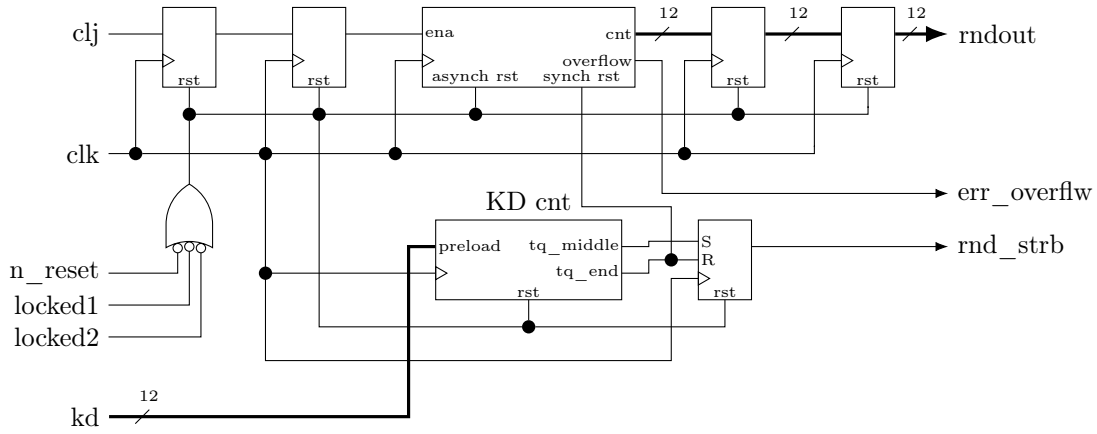 12
12
12
clj
ena
cnt
rndout
overflow
rst
rst
asynch rst
synch rst
rst
rst
clk
err_overflw
KD cnt
preload
tq_middle
S
rnd_strb
R
n_reset
tq_end
rst
rst
locked1
locked2
12
kd